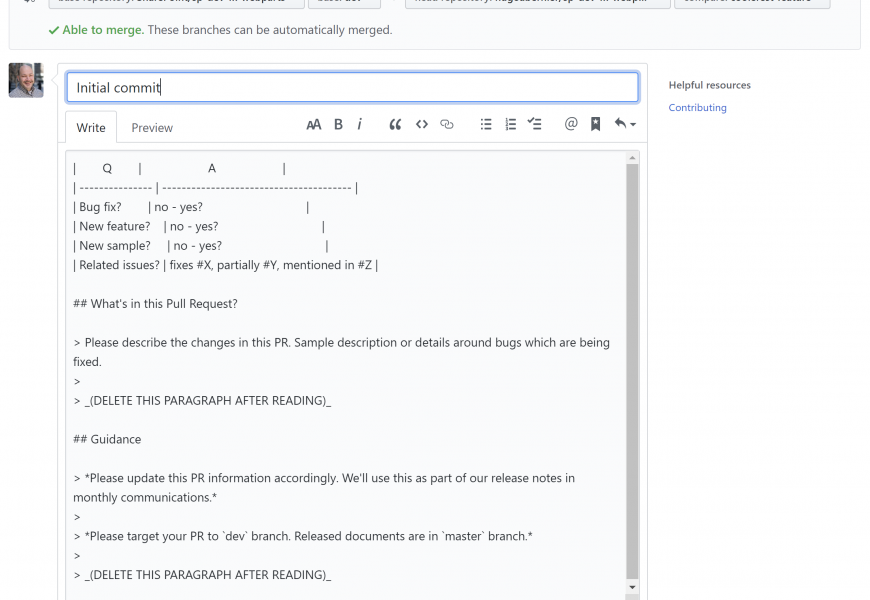 Able to merge. These branches can be automatically merged.
Initial commit
Helpful resources
Contributing
Write Preview AA B i
| Q | A |
| --------------- | --------------------------------------- |
| Bug fix? | no - yes? |
| New feature? | no - yes? |
| New sample? | no - yes? |
| Related issues? | fixes #X, partially #Y, mentioned in #Z |
## What's in this Pull Request?
> Please describe the changes in this PR. Sample description or details around bugs which are being
fixed.
>
> _(DELETE THIS PARAGRAPH AFTER READING)_
## Guidance
> *Please update this PR information accordingly. We'll use this as part of our release notes in
monthly communications.*
>
> *Please target your PR to `dev` branch. Released documents are in `master` branch.*
>
> _(DELETE THIS PARAGRAPH AFTER READING)_